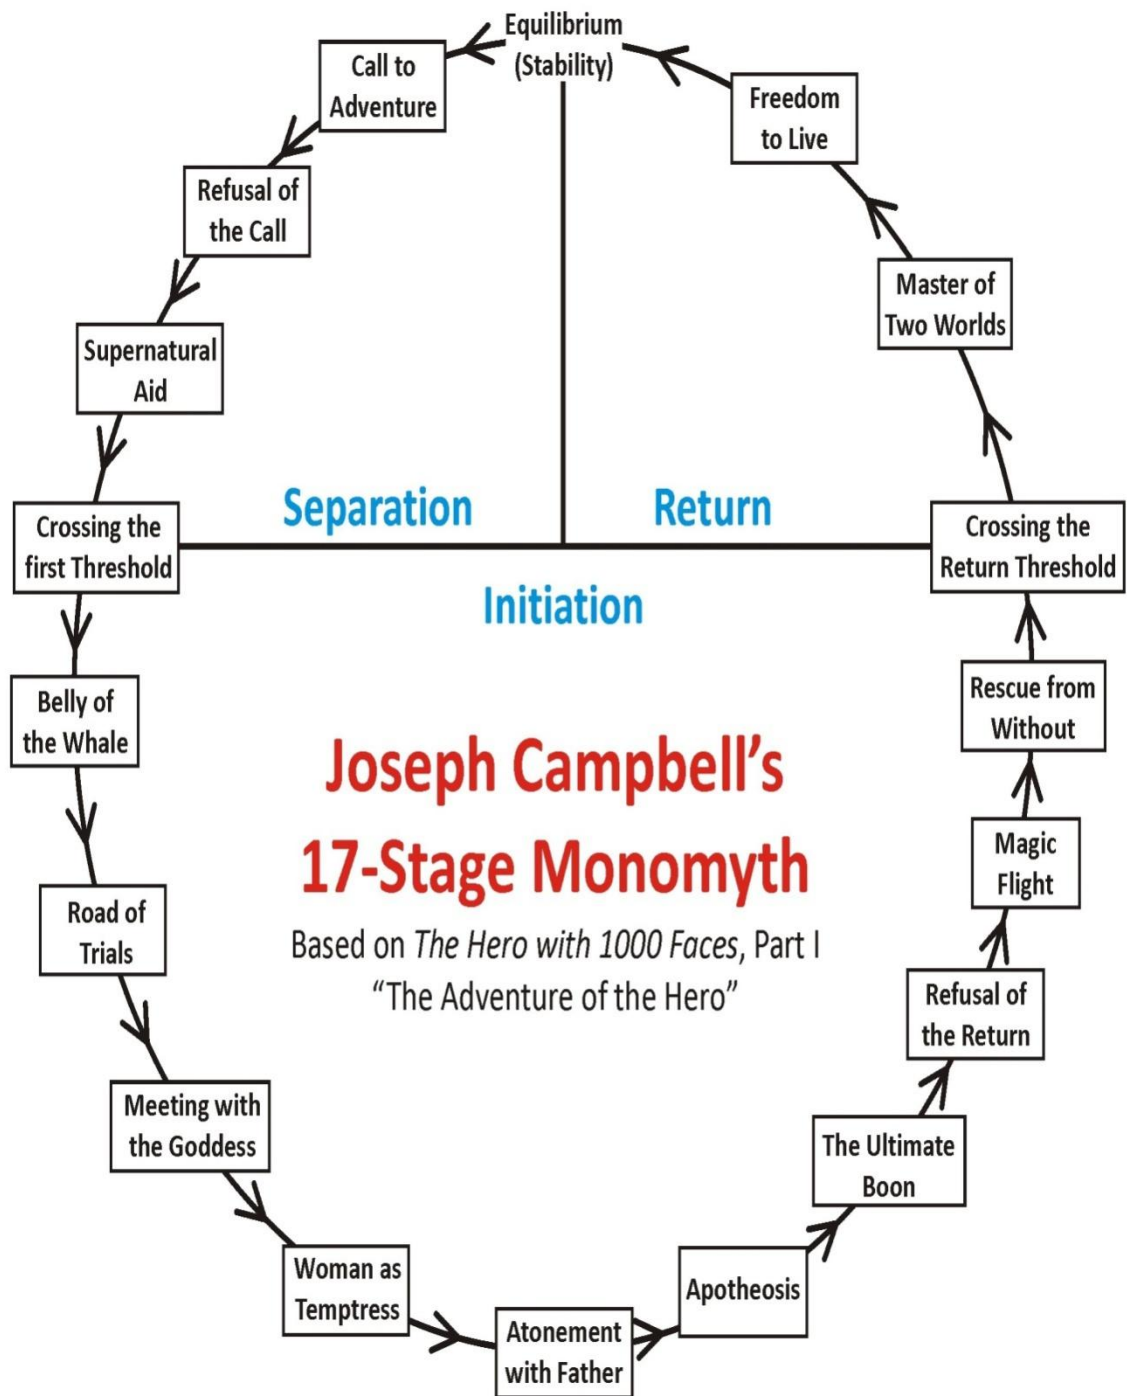 Equilibrium
(Stability)
Call to
Adventure
Refusal of
the Call
Supernatural
Aid
Crossing the
first Threshold
Belly of
the Whale
Road of
Trials
Meeting with
the Goddess
Woman as
Temptress
Atonement
with Father
Apotheosis
The Ultimate
Boon
Refusal of
the Return
Magic
Flight
Rescue from
Without
Crossing the
Return Threshold
Master of
Two Worlds
Freedom
to Live
Separation
Return
Initiation
Joseph Campbell’s
17-Stage Monomyth
Based on The Hero with 1000 Faces, Part I
“The Adventure of the Hero”